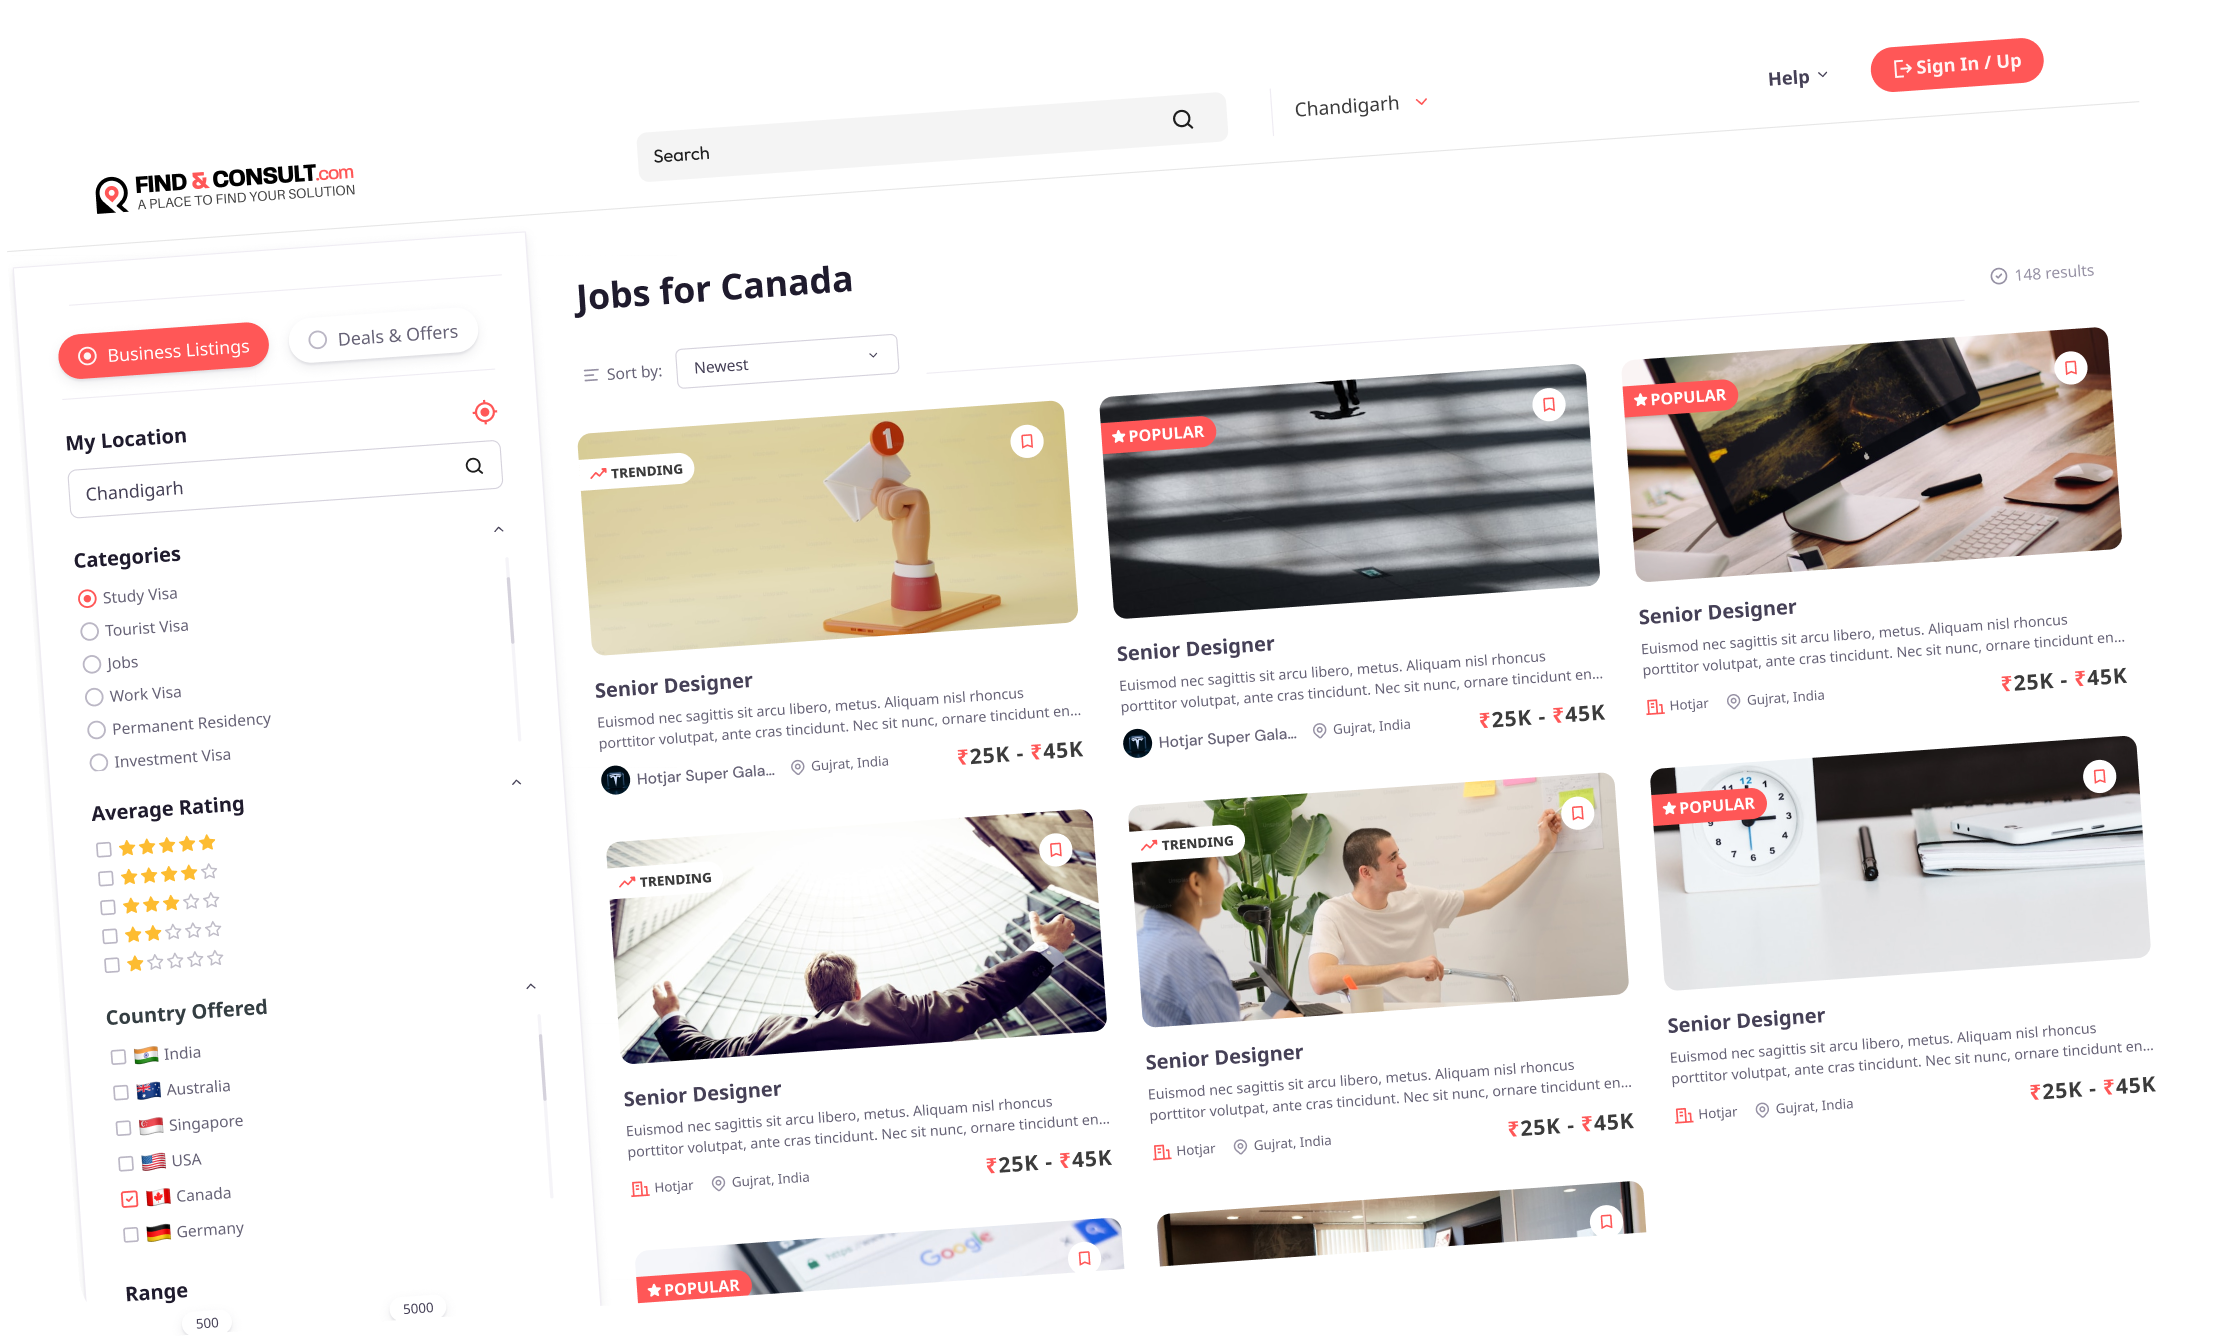 Help
Sign In / Up
Chandigarh
Search
FIND & CONSULT.com
A PLACE TO FIND YOUR SOLUTION
Business Listings
Deals & Offers
My Location
Chandigarh
Categories
Study Visa
Tourist Visa
Jobs
Work Visa
Permanent Residency
Investment Visa
Average Rating
Country Offered
India
Australia
Singapore
USA
Canada
Germany
Range
500
5000
Jobs for Canada
148 results
Sort by:
Newest
1
TRENDING
Senior Designer
Euismod nec sagittis sit arcu libero, metus. Aliquam nisl rhoncus
porttitor volutpat, ante cras tincidunt. Nec sit nunc, ornare tincidunt en...
Hotjar Super Gala...
Gujrat, India
₹25K - ₹45K
POPULAR
Senior Designer
Euismod nec sagittis sit arcu libero, metus. Aliquam nisl rhoncus
porttitor volutpat, ante cras tincidunt. Nec sit nunc, ornare tincidunt en...
Hotjar Super Gala...
Gujrat, India
₹25K - ₹45K
POPULAR
Senior Designer
Euismod nec sagittis sit arcu libero, metus. Aliquam nisl rhoncus
porttitor volutpat, ante cras tincidunt. Nec sit nunc, ornare tincidunt en...
Hotjar
Gujrat, India
₹25K - ₹45K
TRENDING
Senior Designer
Euismod nec sagittis sit arcu libero, metus. Aliquam nisl rhoncus
porttitor volutpat, ante cras tincidunt. Nec sit nunc, ornare tincidunt en...
Hotjar
Gujrat, India
₹25K - ₹45K
TRENDING
Senior Designer
Euismod nec sagittis sit arcu libero, metus. Aliquam nisl rhoncus
porttitor volutpat, ante cras tincidunt. Nec sit nunc, ornare tincidunt en...
Hotjar
Gujrat, India
₹25K - ₹45K
POPULAR
12
1
2
3
4
5
6
7
8
9
Senior Designer
Euismod nec sagittis sit arcu libero, metus. Aliquam nisl rhoncus
porttitor volutpat, ante cras tincidunt. Nec sit nunc, ornare tincidunt en...
Hotjar
Gujrat, India
₹25K - ₹45K
Google
POPULAR